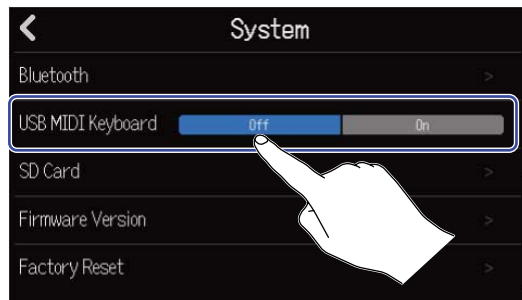 System
Bluetooth
USB MIDI Keyboard Off On
SD Card
Firmware Version
Factory Reset